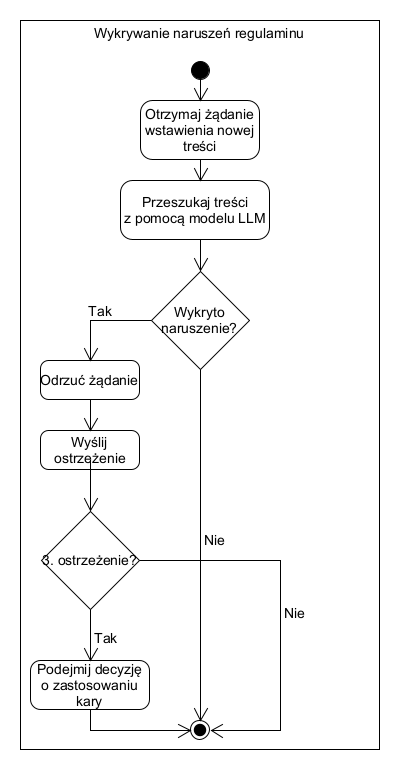 Wykrywanie naruszeń regulaminu
Otrzymaj żądanie
wstawienia nowej
treści
Przeszukaj treści
z pomocą modelu LLM
Wykryto
naruszenie?
Tak
Odrzuć żądanie
Wyślij
ostrzeżenie
Nie
3. ostrzeżenie?
Nie
Tak
Podejmij decyzję
o zastosowaniu
kary